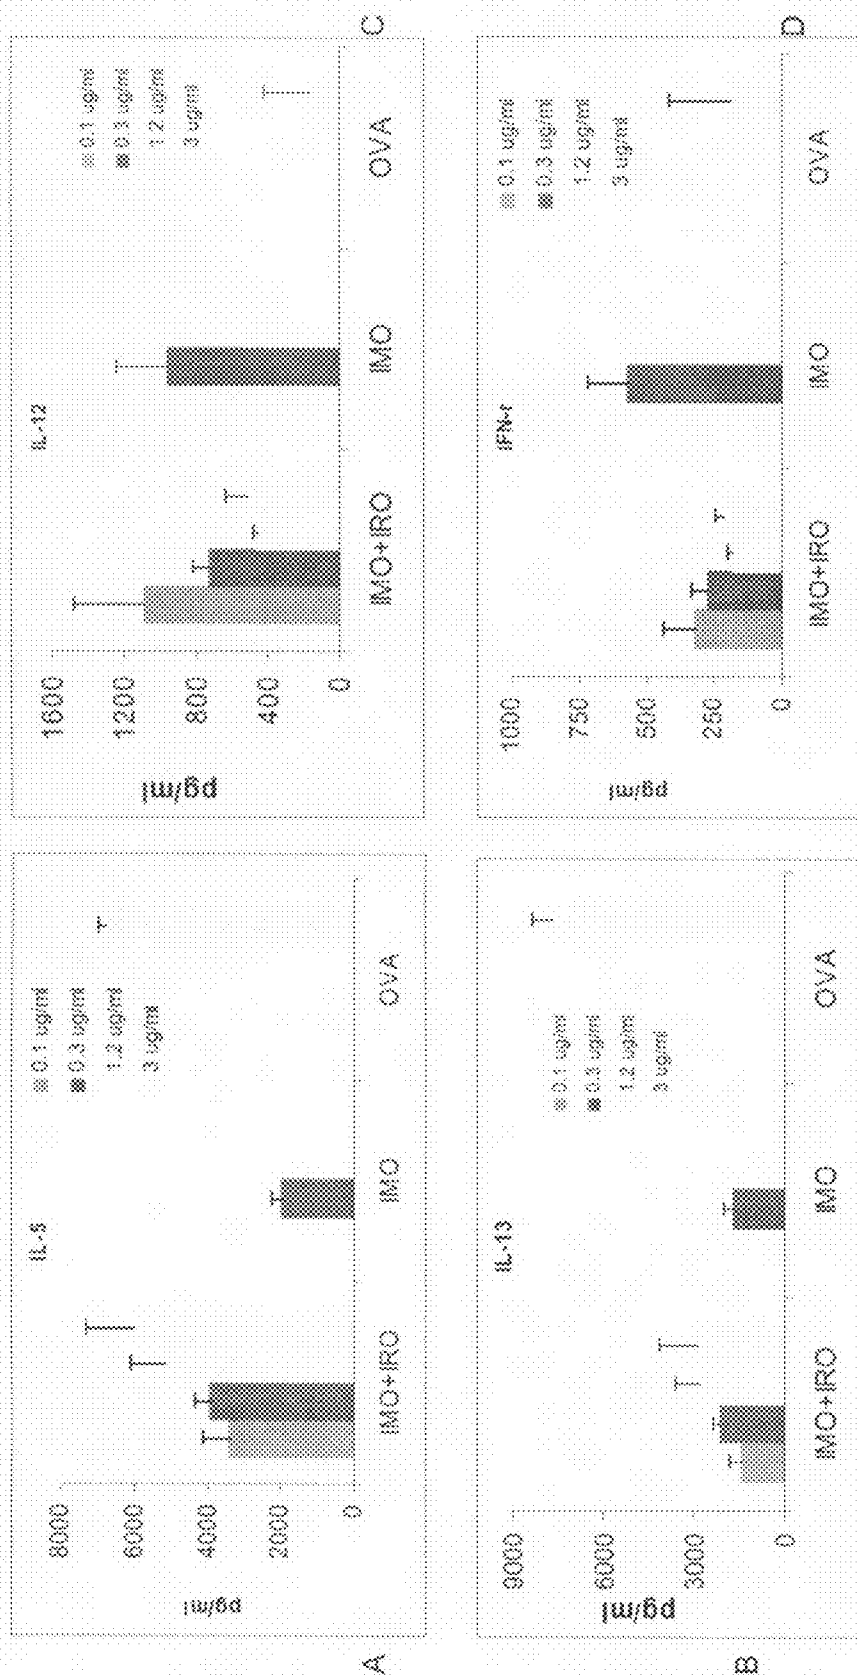 A
IL-5
pg/ml
8000
6000
4000
2000
0
0.1 ug/ml
0.3 ug/ml
1.2 ug/ml
3 ug/ml
IMO+IRO IMO OVA
B
IL-13
pg/ml
9000
6000
3000
0
0.1 ug/ml
0.3 ug/ml
1.2 ug/ml
3 ug/ml
IMO+IRO IMO OVA
C
IL-12
pg/ml
1600
1200
800
400
0
0.1 ug/ml
0.3 ug/ml
1.2 ug/ml
3 ug/ml
IMO+IRO IMO OVA
D
IFN-r
pg/ml
1000
750
500
250
0
0.1 ug/ml
0.3 ug/ml
1.2 ug/ml
3 ug/ml
IMO+IRO IMO OVA